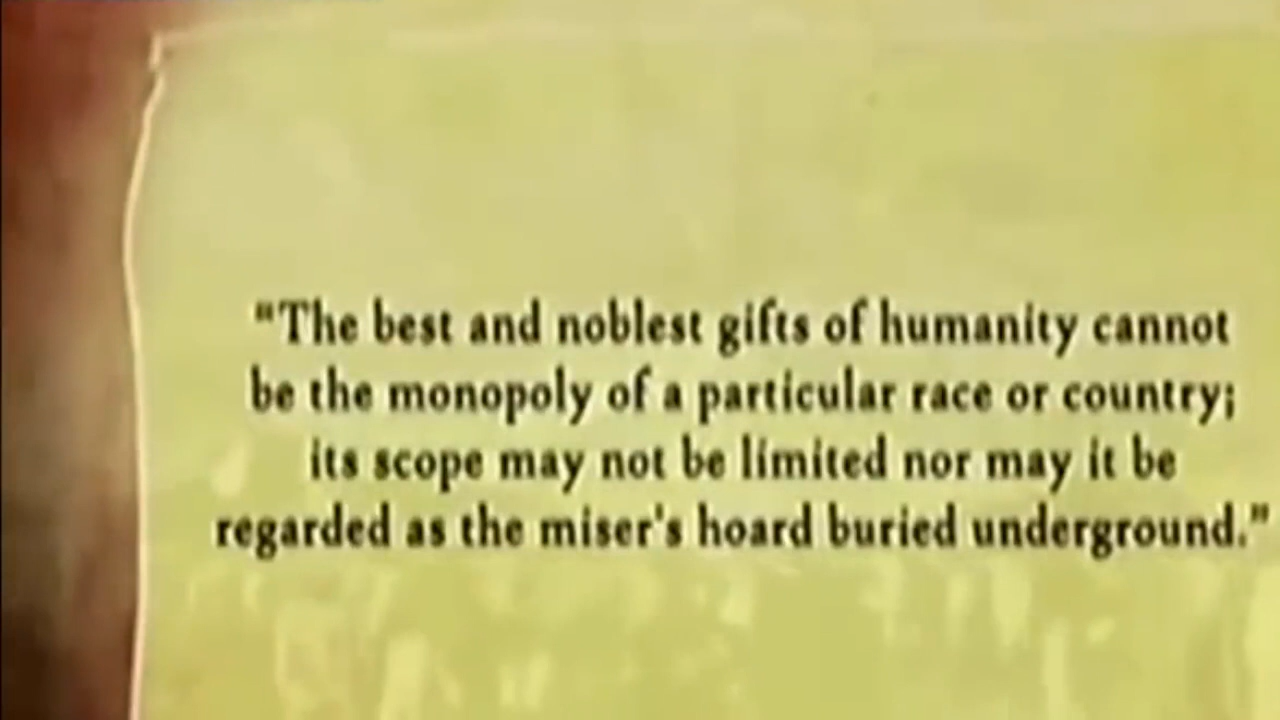 “The best and noblest gifts of humanity cannot
be the monopoly of a particular race or country;
its scope may not be limited nor may it be
regarded as the miser's hoard buried underground.”